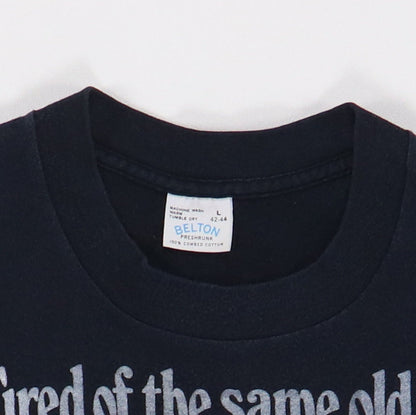 MACHINE WASH
WARM L
TUMBLE DRY 42-44
BELTON
PRESHRUNK
100% COMBED COTTON
Tired of the same old